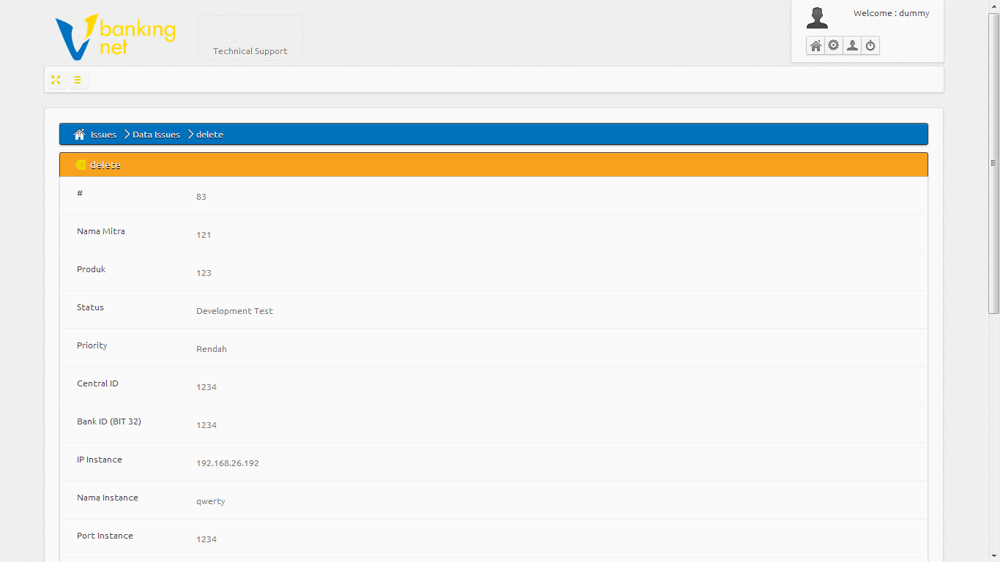 banking
net
Technical Support
Welcome : dummy
Issues Data Issues delete
delete
# 83
Nama Mitra 121
Produk 123
Status Development Test
Priority Rendah
Central ID 1234
Bank ID (BIT 32) 1234
IP Instance 192.168.26.192
Nama Instance qwerty
Port Instance 1234